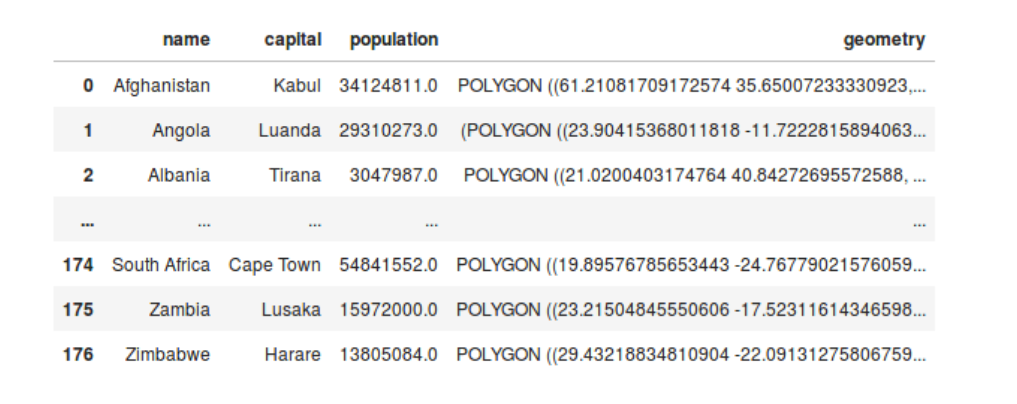 name capital population geometry
0 Afghanistan Kabul 34124811.0 POLYGON ((61.21081709172574 35.65007233330923,...
1 Angola Luanda 29310273.0 (POLYGON ((23.90415368011818 -11.7222815894063...
2 Albania Tirana 3047987.0 POLYGON ((21.0200403174764 40.84272695572588, ...
... ... ... ... ...
174 South Africa Cape Town 54841552.0 POLYGON ((19.89576785653443 -24.76779021576059...
175 Zambia Lusaka 15972000.0 POLYGON ((23.21504845550606 -17.52311614346598...
176 Zimbabwe Harare 13805084.0 POLYGON ((29.43218834810904 -22.09131275806759...